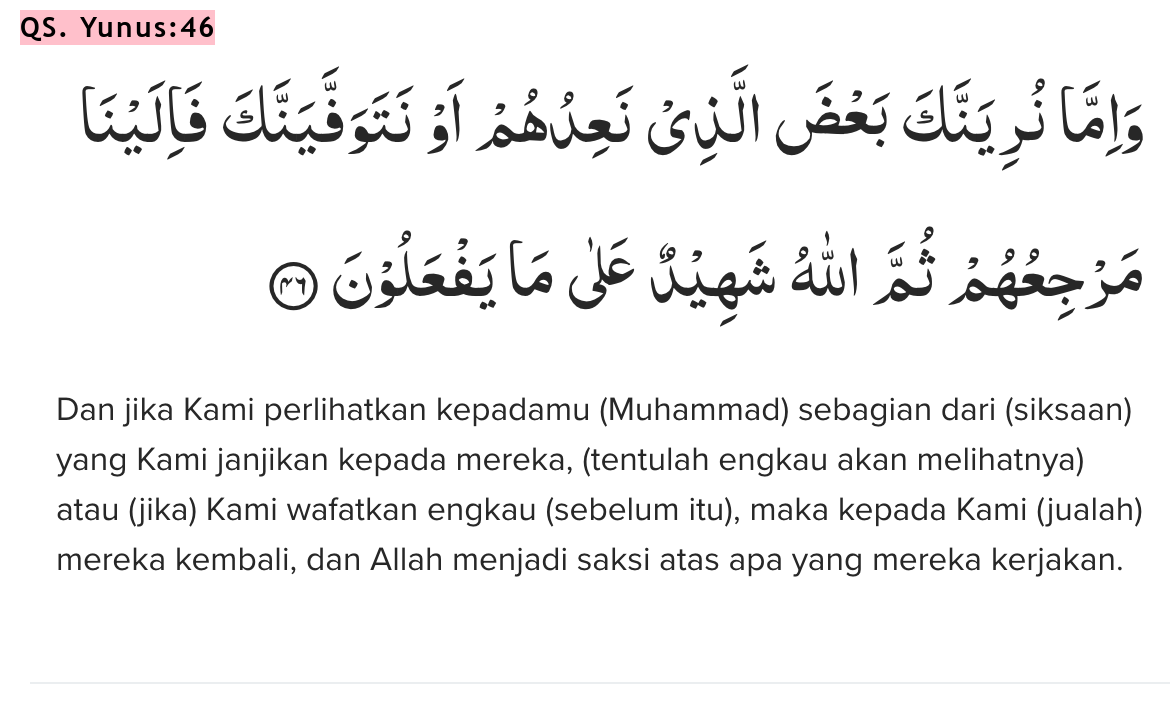 QS. Yunus:46
وَاِمَّا نُرِيَنَّكَ بَعْضَ الَّذِيْ نَعِدُهُمْ اَوْ نَتَوَفَّيَنَّكَ فَاِلَيْنَا
مَرْجِعُهُمْ ثُمَّ اللّٰهُ شَهِيْدٌ عَلٰى مَا يَفْعَلُوْنَ ٤٦
Dan jika Kami perlihatkan kepadamu (Muhammad) sebagian dari (siksaan)
yang Kami janjikan kepada mereka, (tentulah engkau akan melihatnya)
atau (jika) Kami wafatkan engkau (sebelum itu), maka kepada Kami (jualah)
mereka kembali, dan Allah menjadi saksi atas apa yang mereka kerjakan.